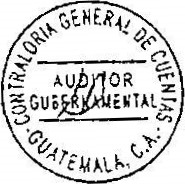 CONTRALORIA GENERAL DE CUENTAS
AUDITOR
GUBERNAMENTAL
GUATEMALA, C.A.